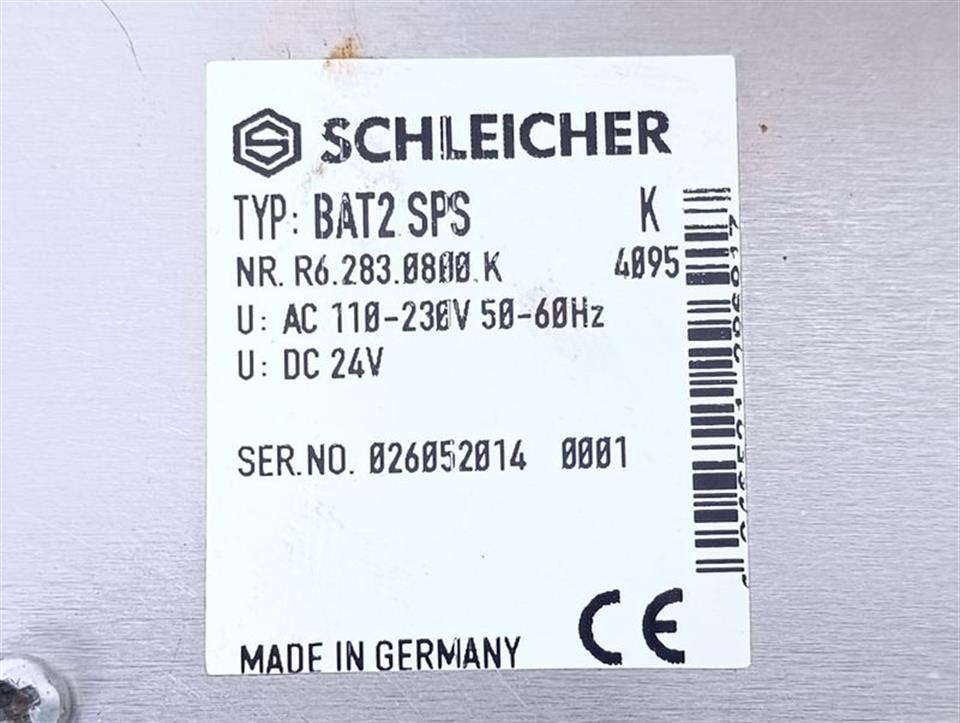 SCHLEICHER
TYP: BAT2 SPS K
NR. R6.283.0800.K 4095
U: AC 110-230V 50-60Hz
U: DC 24V
SER.NO. 026052014 0001
MADE IN GERMANY CE